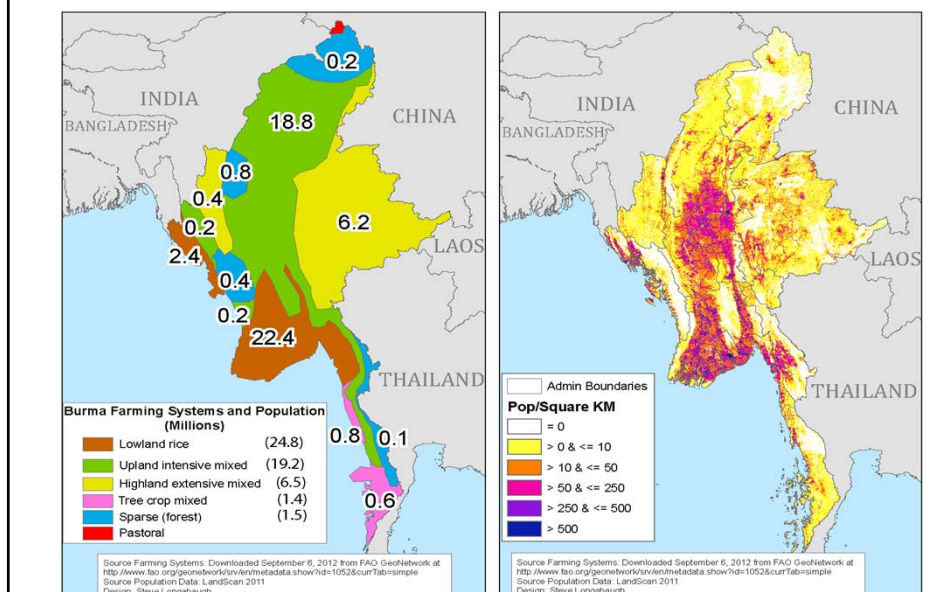 INDIA
BANGLADESH
CHINA
LAOS
THAILAND
0.2
18.8
0.8
0.4
6.2
0.2
2.4
0.4
0.2
22.4
0.8
0.1
0.6
Burma Farming Systems and Population
(Millions)
Lowland rice (24.8)
Upland intensive mixed (19.2)
Highland extensive mixed (6.5)
Tree crop mixed (1.4)
Sparse (forest) (1.5)
Pastoral
Source Farming Systems: Downloaded September 6, 2012 from FAO GeoNetwork at
http://www.fao.org/geonetwork/srv/en/metadata.show?id=1052&currTab=simple
Source Population Data: LandScan 2011
Design: Steve Longabaugh
INDIA
BANGLADESH
CHINA
LAOS
THAILAND
Admin Boundaries
Pop/Square KM
= 0
> 0 & <= 10
> 10 & <= 50
> 50 & <= 250
> 250 & <= 500
> 500
Source Farming Systems: Downloaded September 6, 2012 from FAO GeoNetwork at
http://www.fao.org/geonetwork/srv/en/metadata.show?id=1052&currTab=simple
Source Population Data: LandScan 2011
Design: Steve Longabaugh